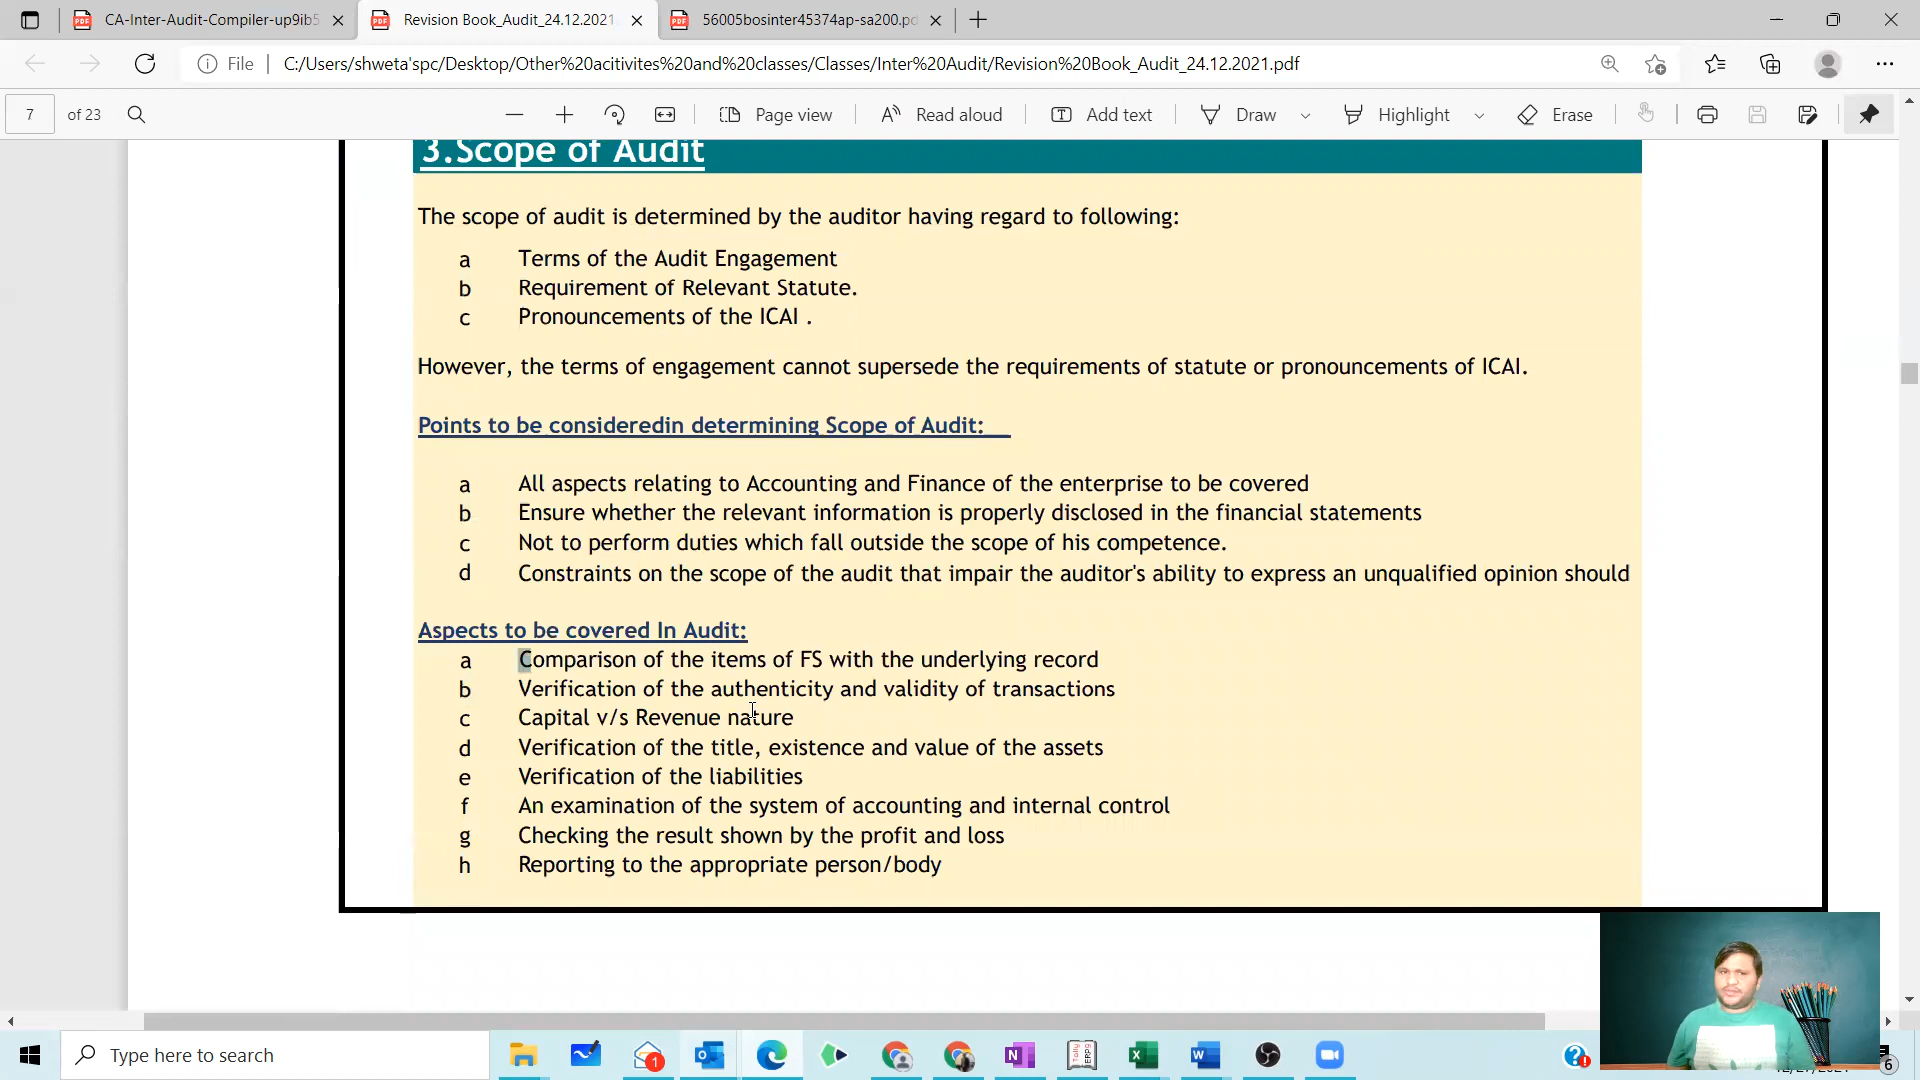 CA-Inter-Audit-Compiler-up9ib5
Revision Book_Audit_24.12.2021
56005bosinter45374ap-sa200.pd
File
C:/Users/shweta'spc/Desktop/Other%20acitivites%20and%20classes/Classes/Inter%20Audit/Revision%20Book_Audit_24.12.2021.pdf
7 of 23
Page view
Read aloud
Add text
Draw
Highlight
Erase
3.Scope of Audit
The scope of audit is determined by the auditor having regard to following:
a Terms of the Audit Engagement
b Requirement of Relevant Statute.
c Pronouncements of the ICAI .
However, the terms of engagement cannot supersede the requirements of statute or pronouncements of ICAI.
Points to be consideredin determining Scope of Audit:
a All aspects relating to Accounting and Finance of the enterprise to be covered
b Ensure whether the relevant information is properly disclosed in the financial statements
c Not to perform duties which fall outside the scope of his competence.
d Constraints on the scope of the audit that impair the auditor's ability to express an unqualified opinion should
Aspects to be covered In Audit:
a Comparison of the items of FS with the underlying record
b Verification of the authenticity and validity of transactions
c Capital v/s Revenue nature
d Verification of the title, existence and value of the assets
e Verification of the liabilities
f An examination of the system of accounting and internal control
g Checking the result shown by the profit and loss
h Reporting to the appropriate person/body
Type here to search